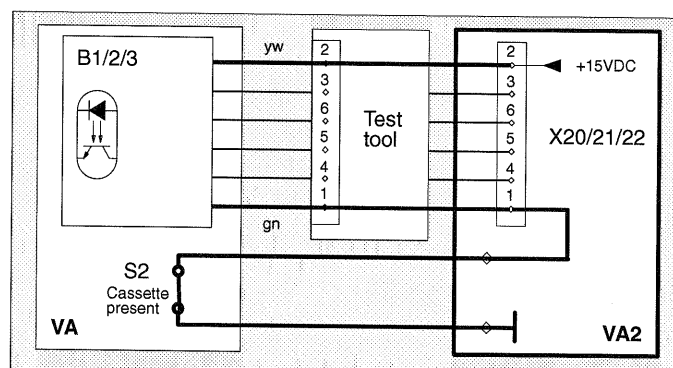 B1/2/3
yw
2
3
6
5
4
1
gn
Test
tool
2
3
6
5
4
1
+15VDC
X20/21/22
S2
Cassette
present
VA
VA2